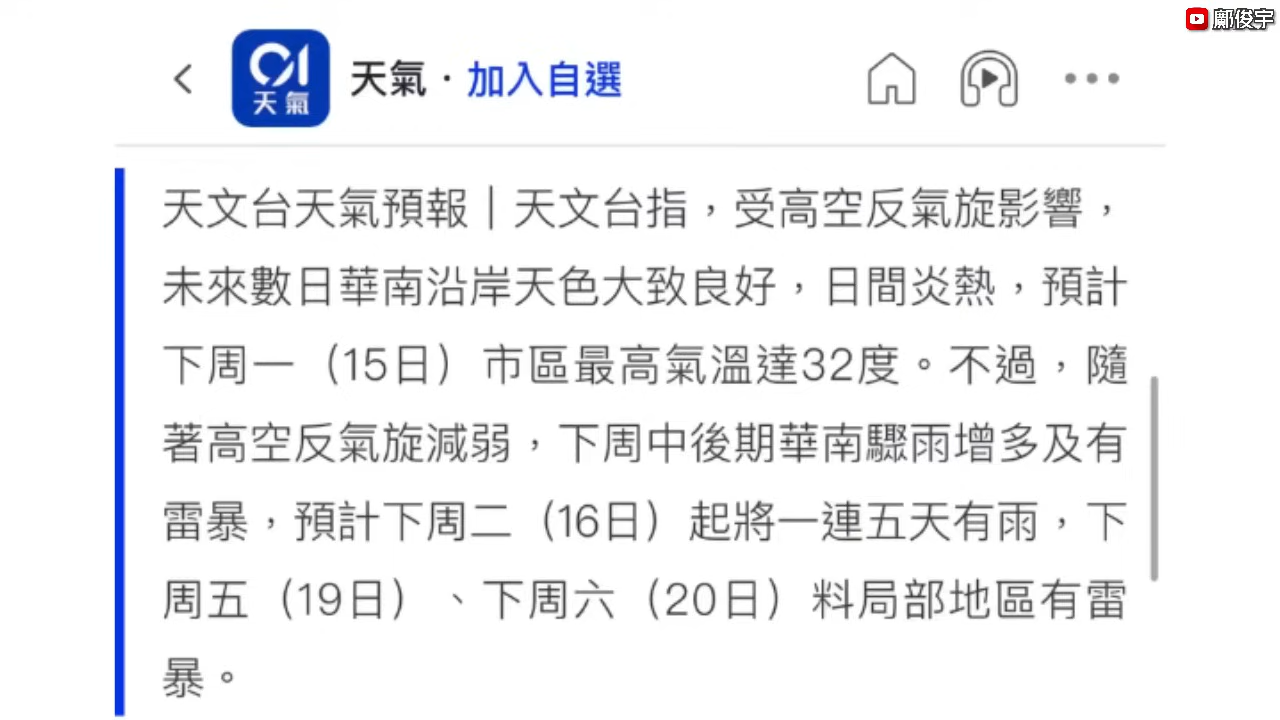 鄺俊宇
01
天氣
天氣·加入自選
天文台天氣預報｜天文台指，受高空反氣旋影響，
未來數日華南沿岸天色大致良好，日間炎熱，預計
下周一（15日）市區最高氣溫達32度。不過，隨
著高空反氣旋減弱，下周中後期華南驟雨增多及有
雷暴，預計下周二（16日）起將一連五天有雨，下
周五（19日）、下周六（20日）料局部地區有雷
暴。